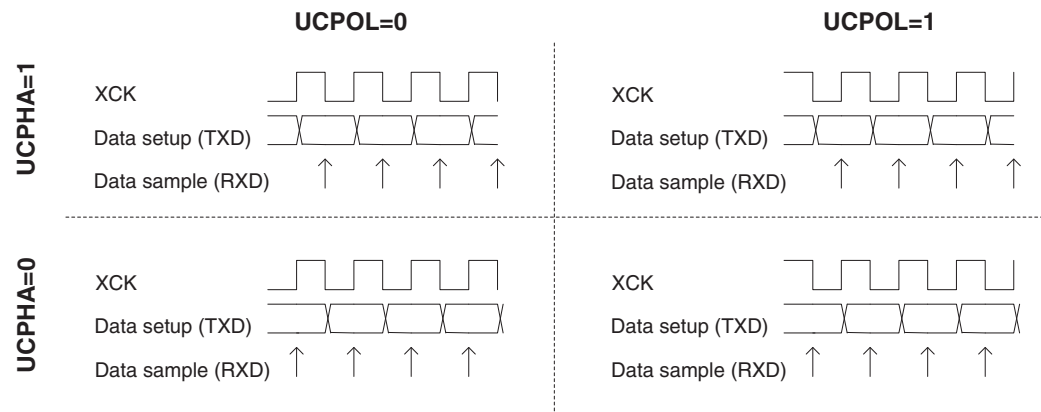 UCPOL=0
UCPOL=1
UCPHA=1
XCK
Data setup (TXD)
Data sample (RXD)
XCK
Data setup (TXD)
Data sample (RXD)
UCPHA=0
XCK
Data setup (TXD)
Data sample (RXD)
XCK
Data setup (TXD)
Data sample (RXD)